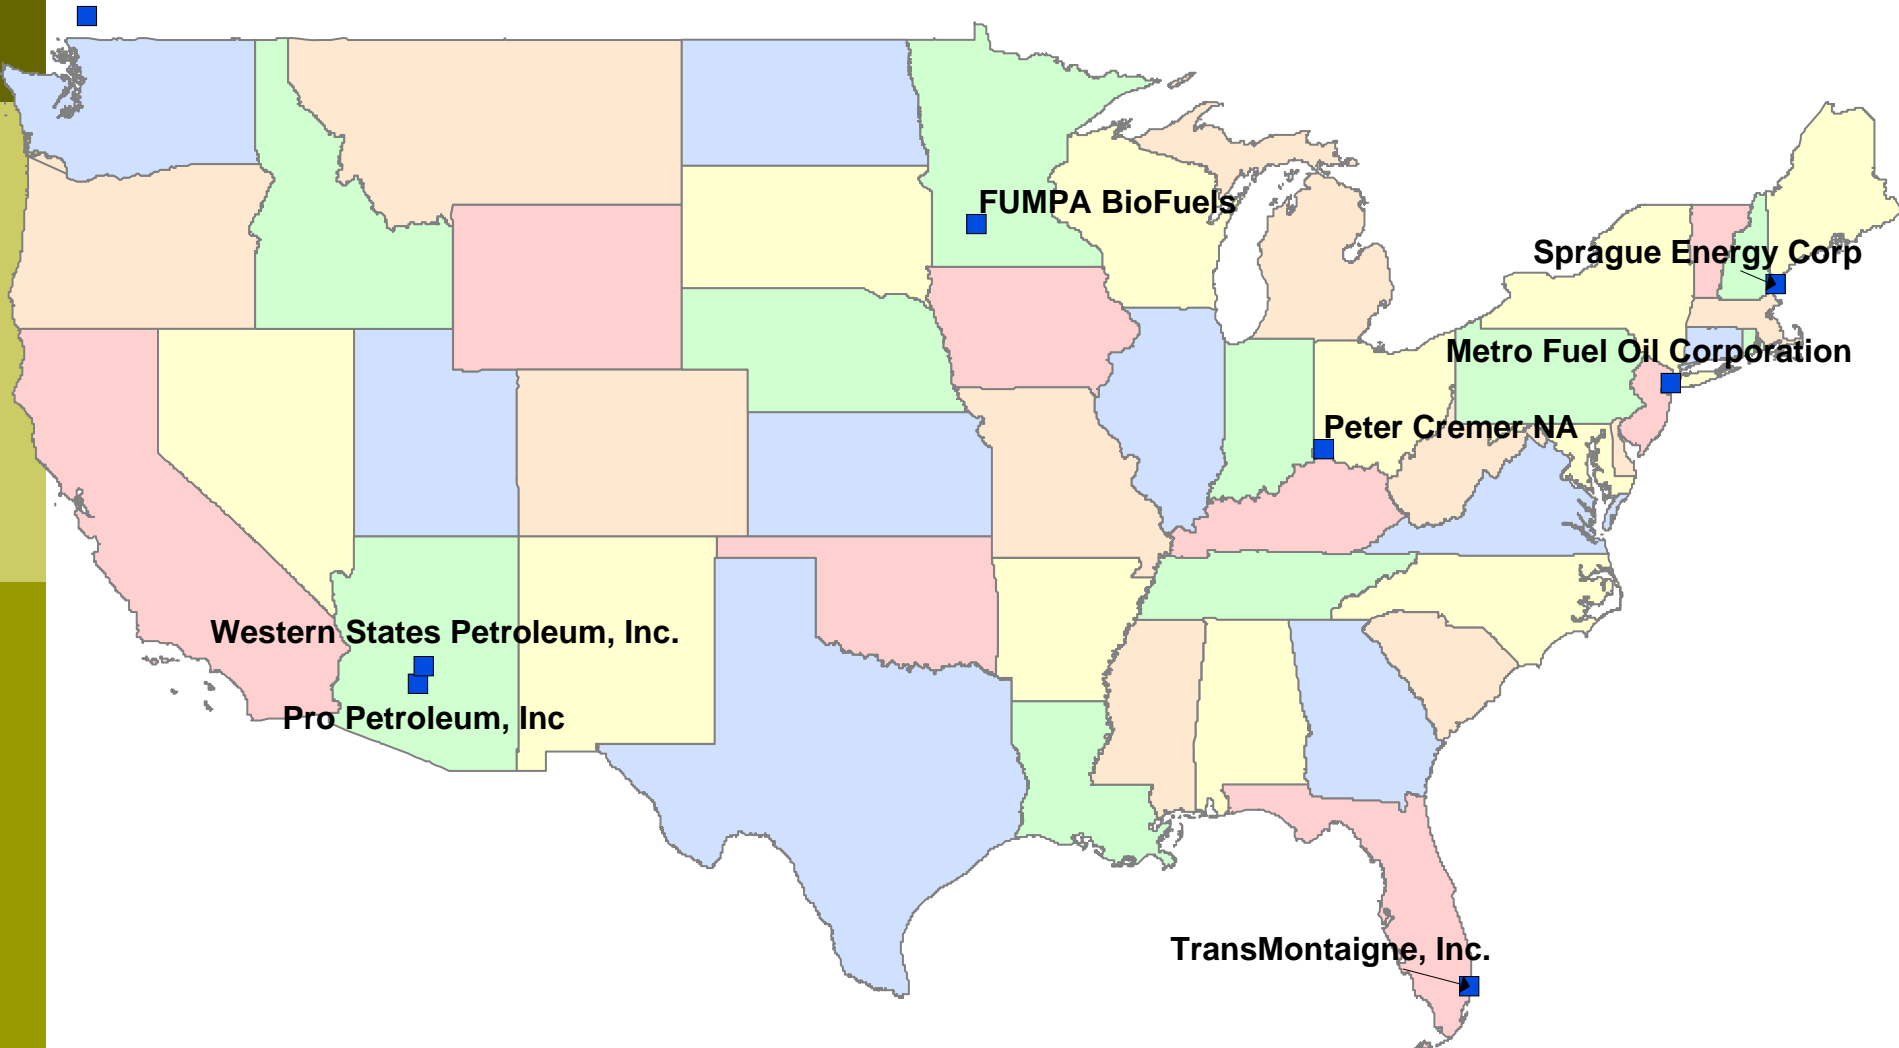 FUMPA BioFuels
Sprague Energy Corp
Metro Fuel Oil Corporation
Peter Cremer NA
Western States Petroleum, Inc.
Pro Petroleum, Inc
TransMontaigne, Inc.